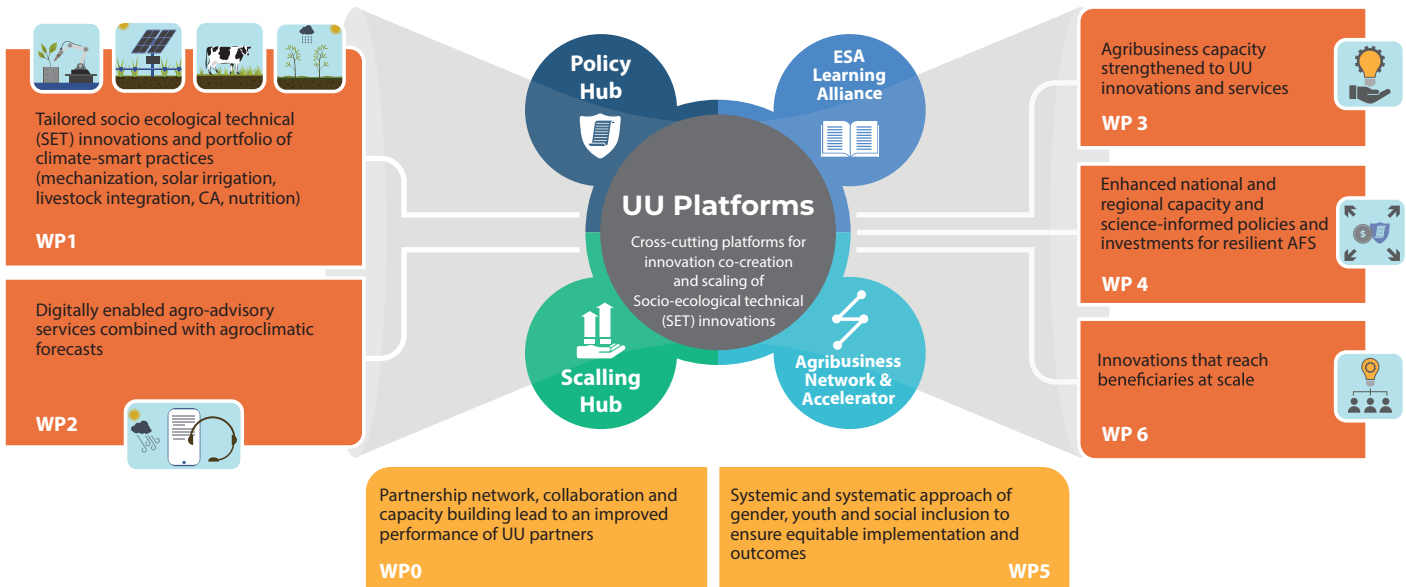 Tailored socio ecological technical
(SET) innovations and portfolio of
climate-smart practices
(mechanization, solar irrigation,
livestock integration, CA, nutrition)
WP1
Digitally enabled agro-advisory
services combined with agroclimatic
forecasts
WP2
Policy
Hub
ESA
Learning
Alliance
UU Platforms
Cross-cutting platforms for
innovation co-creation
and scaling of
Socio-ecological technical
(SET) innovations
Scalling
Hub
Agribusiness
Network &
Accelerator
Agribusiness capacity
strengthened to UU
innovations and services
WP 3
Enhanced national and
regional capacity and
science-informed policies and
investments for resilient AFS
WP 4
$
Innovations that reach
beneficiaries at scale
WP 6
Partnership network, collaboration and
capacity building lead to an improved
performance of UU partners
WP0
Systemic and systematic approach of
gender, youth and social inclusion to
ensure equitable implementation and
outcomes
WP5